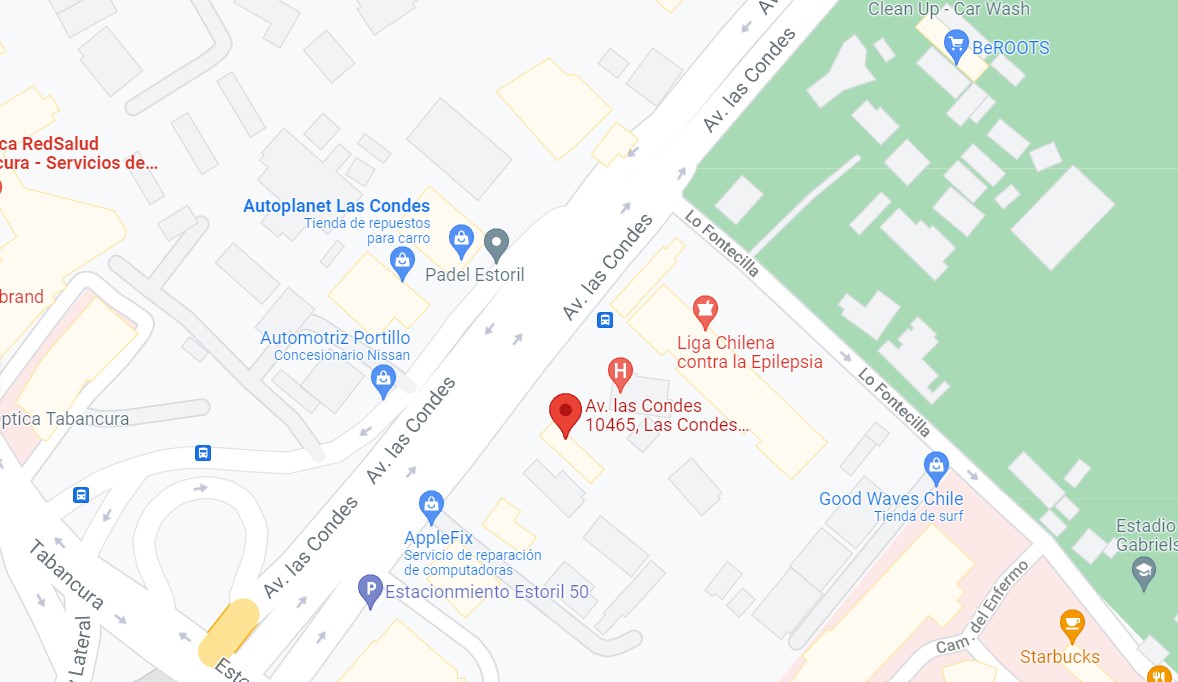 Clean Up - Car Wash
Av.
BeROOTS
Av. las Condes
ca RedSalud
cura - Servicios de...
Autoplanet Las Condes
Tienda de repuestos
para carro
Lo Fontecilla
Av. las Condes
Padel Estoril
brand
Automotriz Portillo
Concesionario Nissan
Liga Chilena
contra la Epilepsia
H
Lo Fontecilla
Av. las Condes
Av. las Condes
10465, Las Condes...
ptica Tabancura
Good Waves Chile
Tienda de surf
Av. las Condes
AppleFix
Servicio de reparación
de computadoras
Estadio
Gabriels
Tabancura
P
Estacionmiento Estoril 50
Cam. del Enfermo
Lateral
Starbucks
Esto